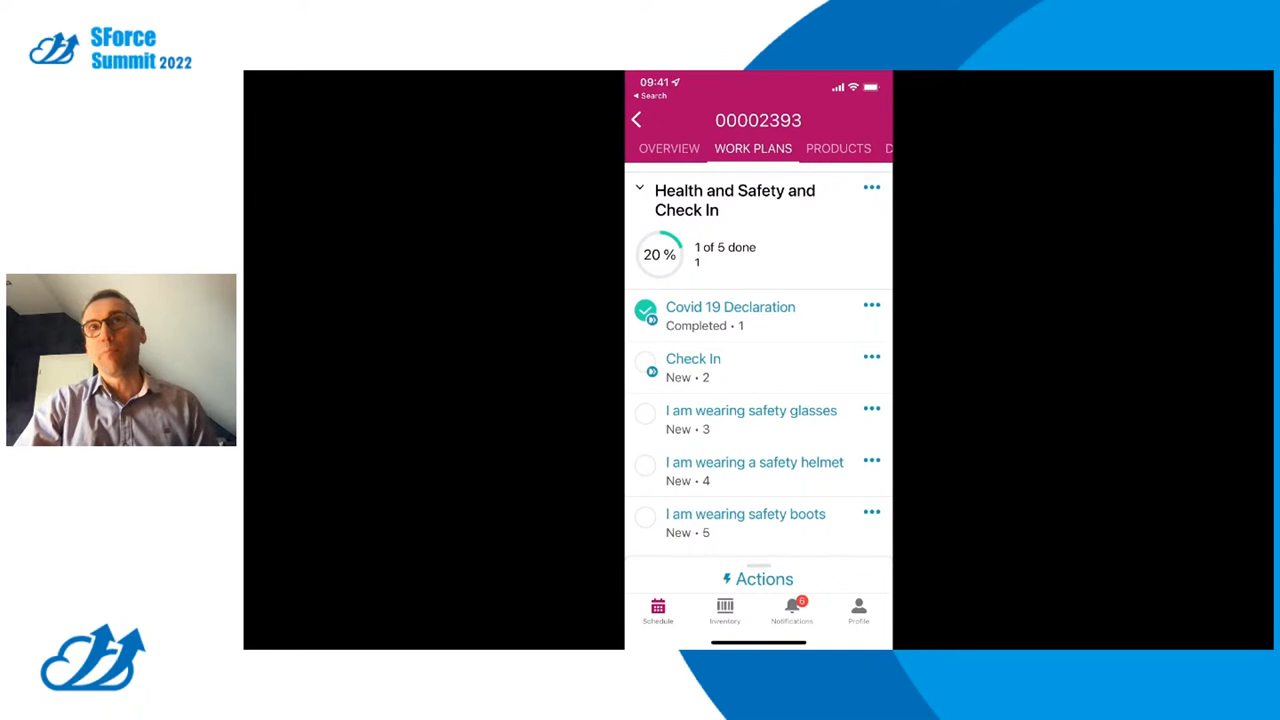 SForce
Summit 2022
09:41
Search
00002393
OVERVIEW WORK PLANS PRODUCTS D
Health and Safety and
Check In
20 %
1 of 5 done
1
Covid 19 Declaration
Completed • 1
Check In
New • 2
I am wearing safety glasses
New • 3
I am wearing a safety helmet
New • 4
I am wearing safety boots
New • 5
Actions
6
Schedule Inventory Notifications Profile